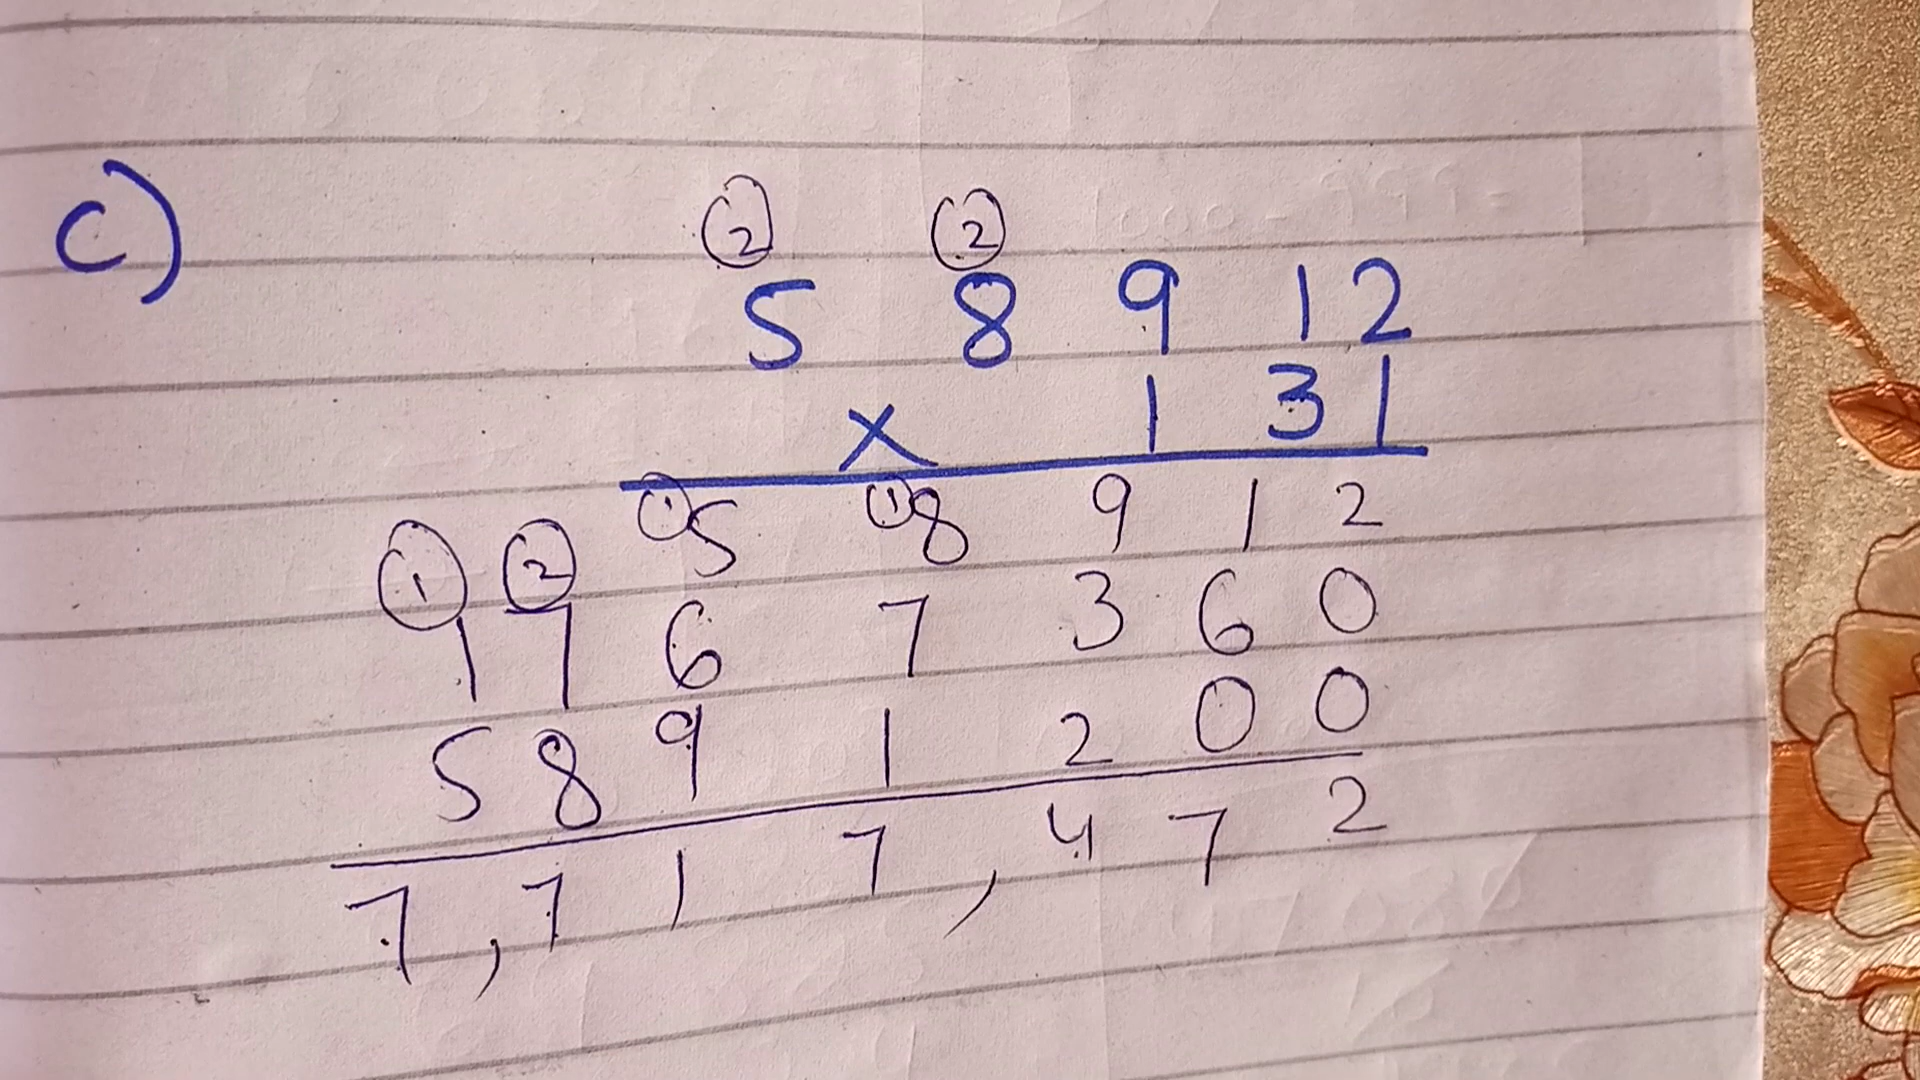 c)
② ②
5 8 9 1 2
× 1 3 1
① 5 ① 8 9 1 2
① ②
1 7 6 7 3 6 0
5 8 9 1 2 0 0
7 , 7 1 7 , 4 7 2